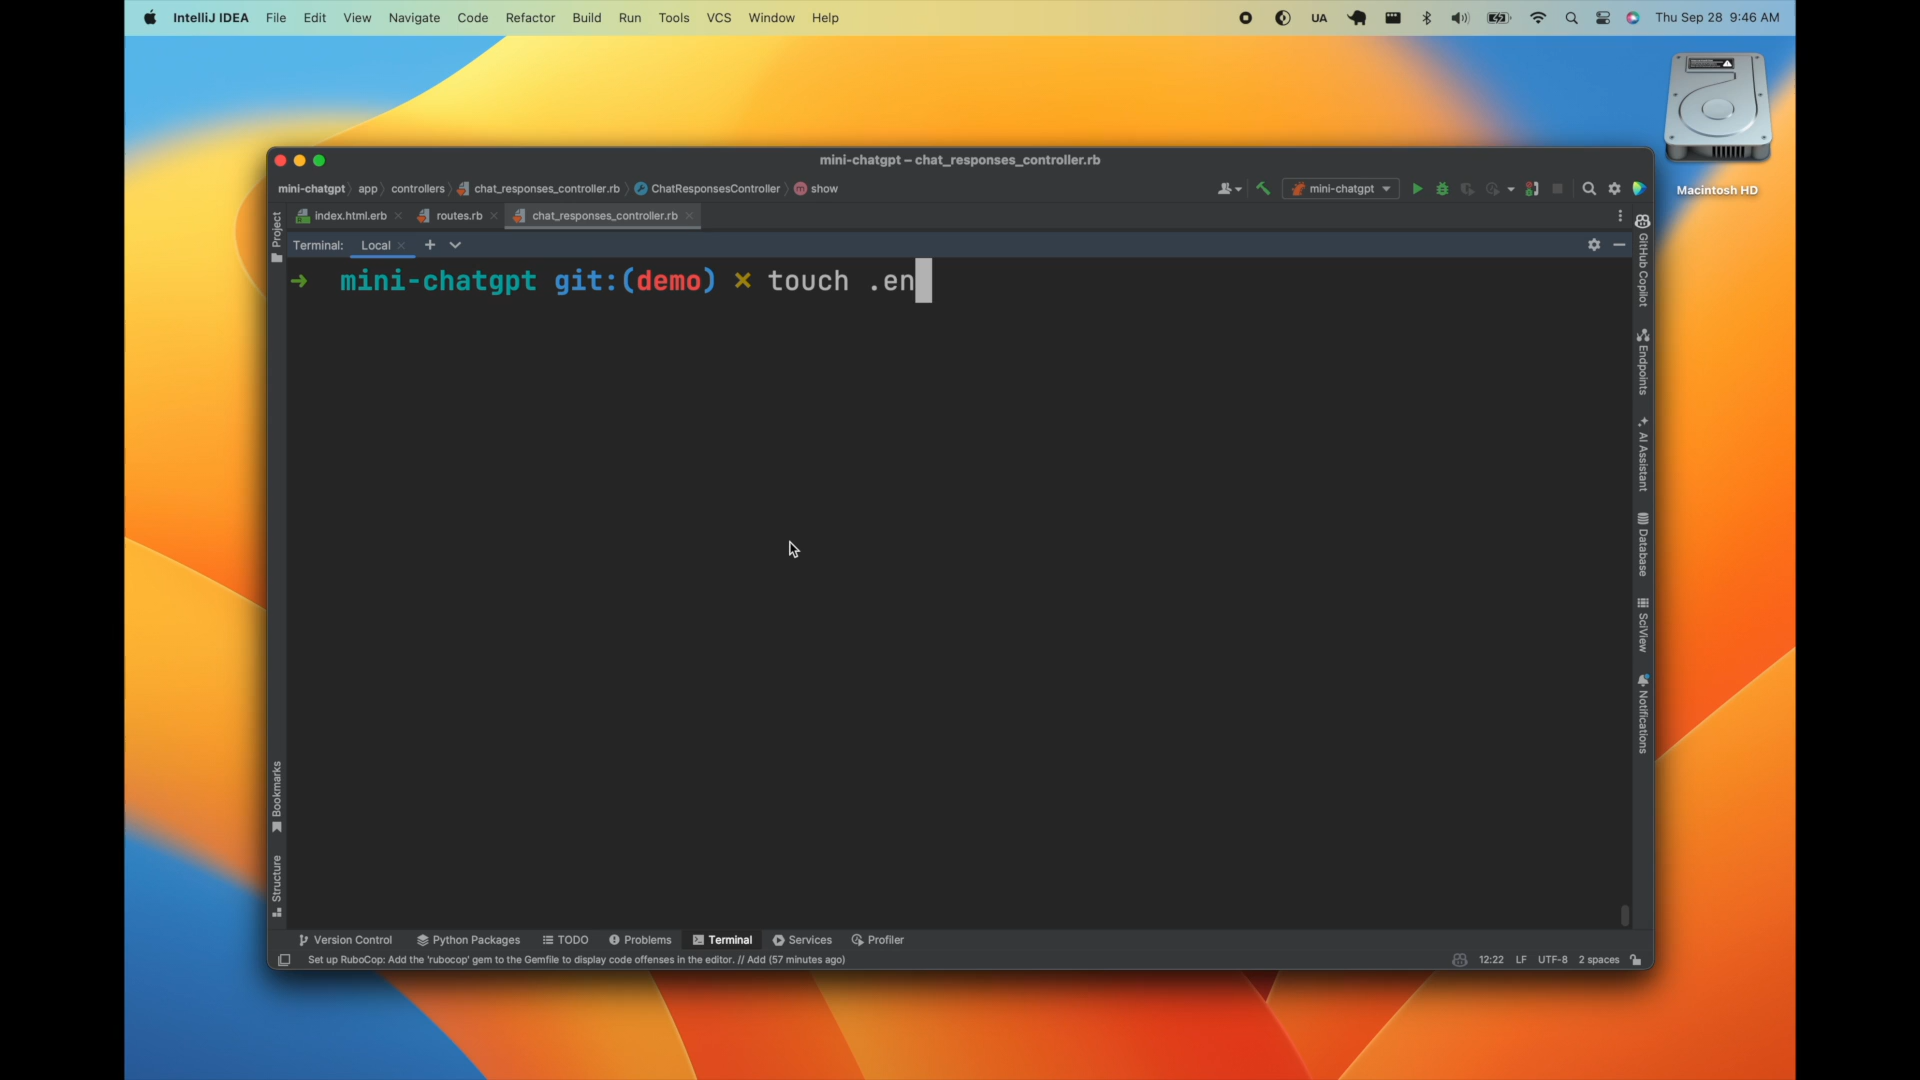 IntelliJ IDEA File Edit View Navigate Code Refactor Build Run Tools VCS Window Help UA Thu Sep 28 9:46 AM
Macintosh HD
mini-chatgpt – chat_responses_controller.rb
mini-chatgpt app controllers chat_responses_controller.rb ChatResponsesController m show mini-chatgpt
index.html.erb routes.rb chat_responses_controller.rb
Terminal: Local
➜ mini-chatgpt git:(demo) ✗ touch .en
Project
Bookmarks
Structure
GitHub Copilot
Endpoints
AI Assistant
Database
SciView
Notifications
Version Control Python Packages TODO Problems Terminal Services Profiler
Set up RuboCop: Add the 'rubocop' gem to the Gemfile to display code offenses in the editor. // Add (57 minutes ago) 12:22 LF UTF-8 2 spaces